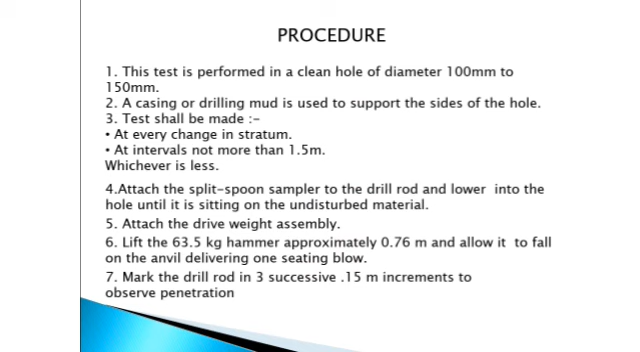 PROCEDURE
1. This test is performed in a clean hole of diameter 100mm to
150mm.
2. A casing or drilling mud is used to support the sides of the hole.
3. Test shall be made :-
• At every change in stratum.
• At intervals not more than 1.5m.
Whichever is less.
4.Attach the split-spoon sampler to the drill rod and lower into the
hole until it is sitting on the undisturbed material.
5. Attach the drive weight assembly.
6. Lift the 63.5 kg hammer approximately 0.76 m and allow it to fall
on the anvil delivering one seating blow.
7. Mark the drill rod in 3 successive .15 m increments to
observe penetration